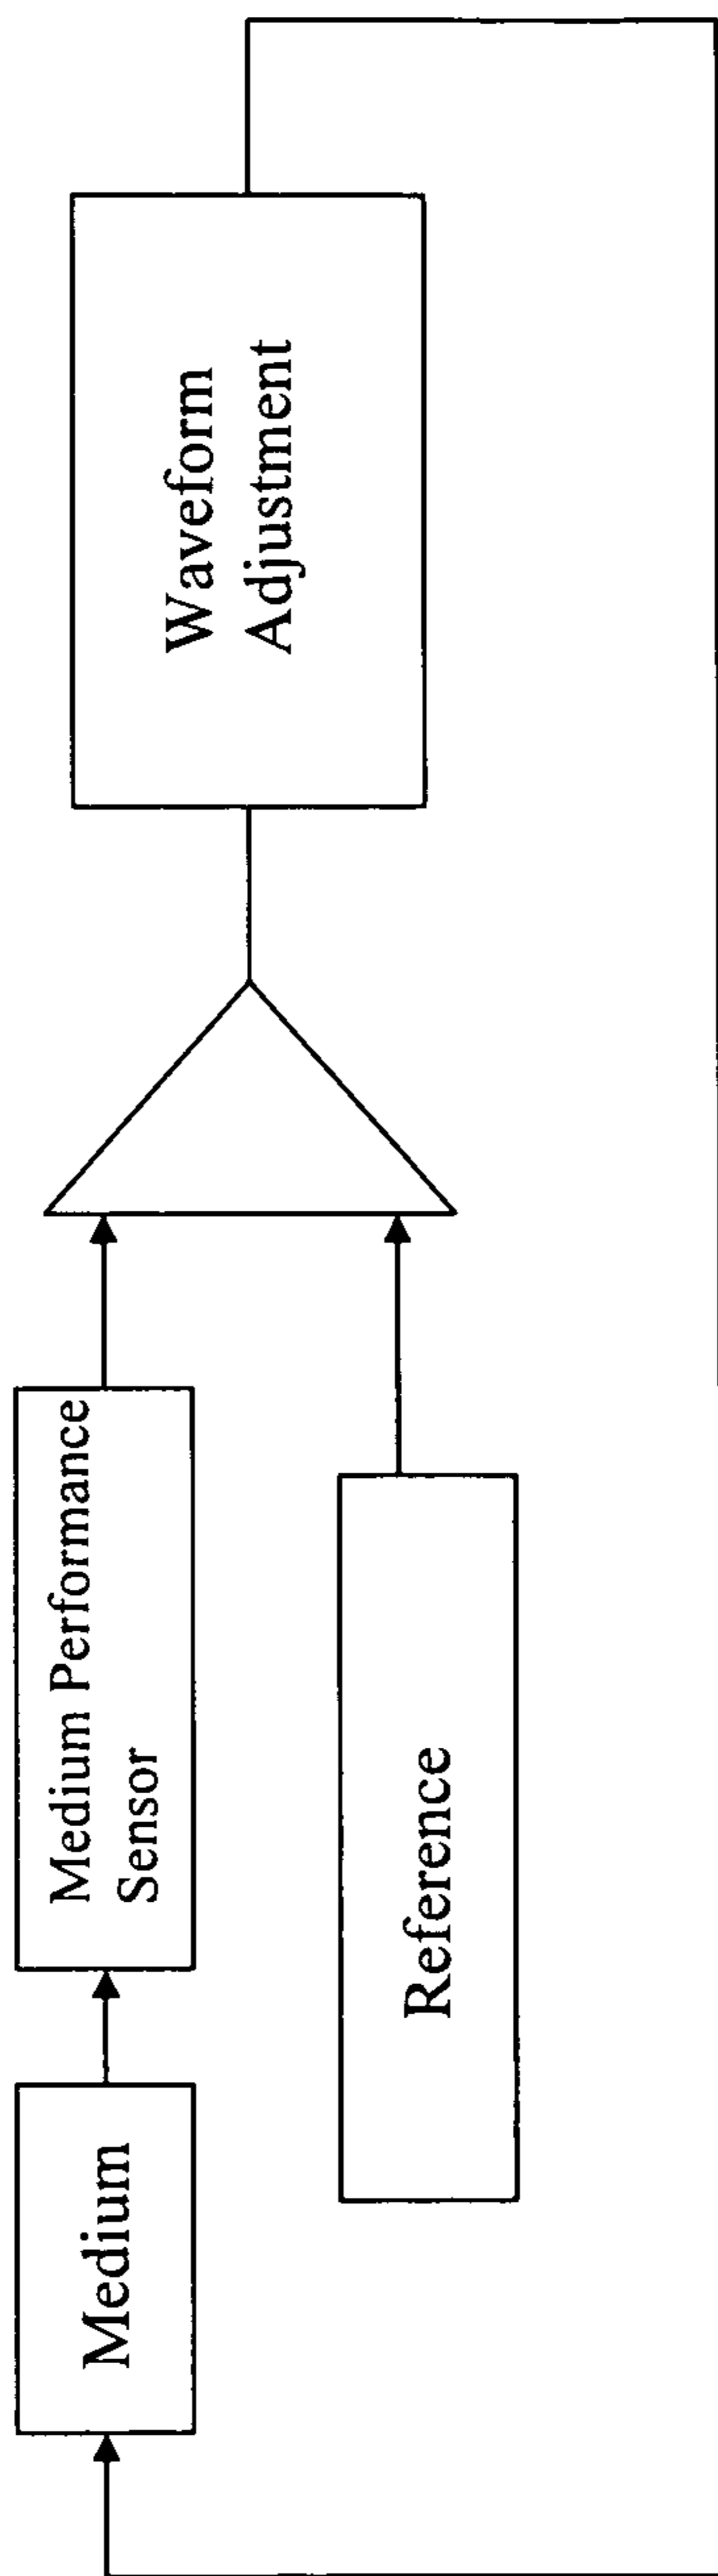 Medium
Medium Performance
Sensor
Reference
Waveform
Adjustment